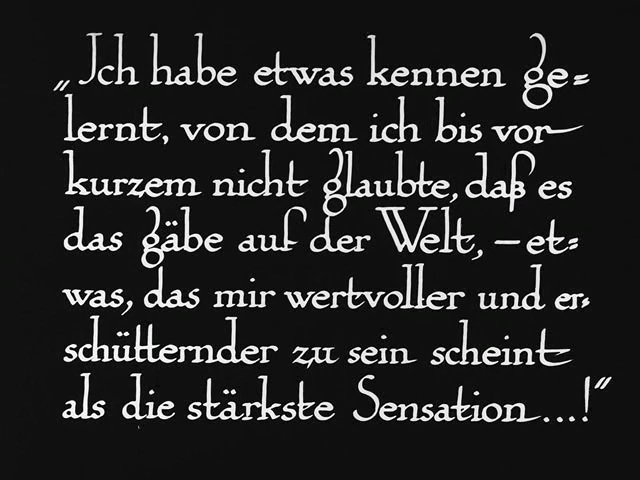 „Ich habe etwas kennen ge=
lernt, von dem ich bis vor
kurzem nicht glaubte, daß es
das gäbe auf der Welt, – et=
was, das mir wertvoller und er=
schütternder zu sein scheint
als die stärkste Sensation...!“